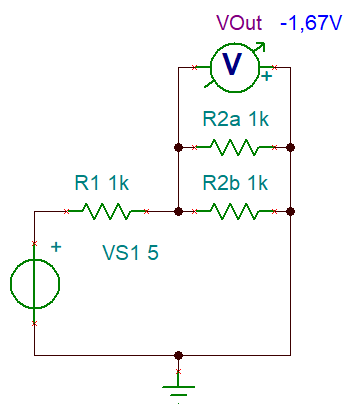 VOut -1,67V
V
+
R2a 1k
R1 1k
R2b 1k
+
VS1 5